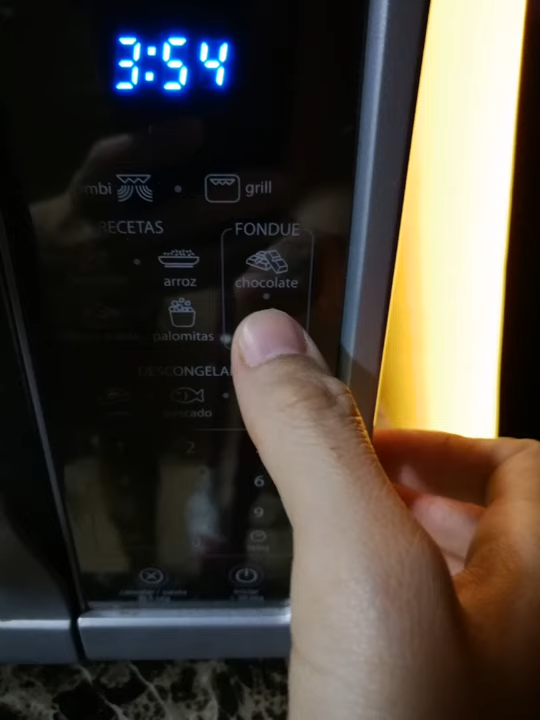 3:54
mbi grill
RECETAS FONDUE
arroz chocolate
palomitas
DESCONGELA
pescado
2
6
9